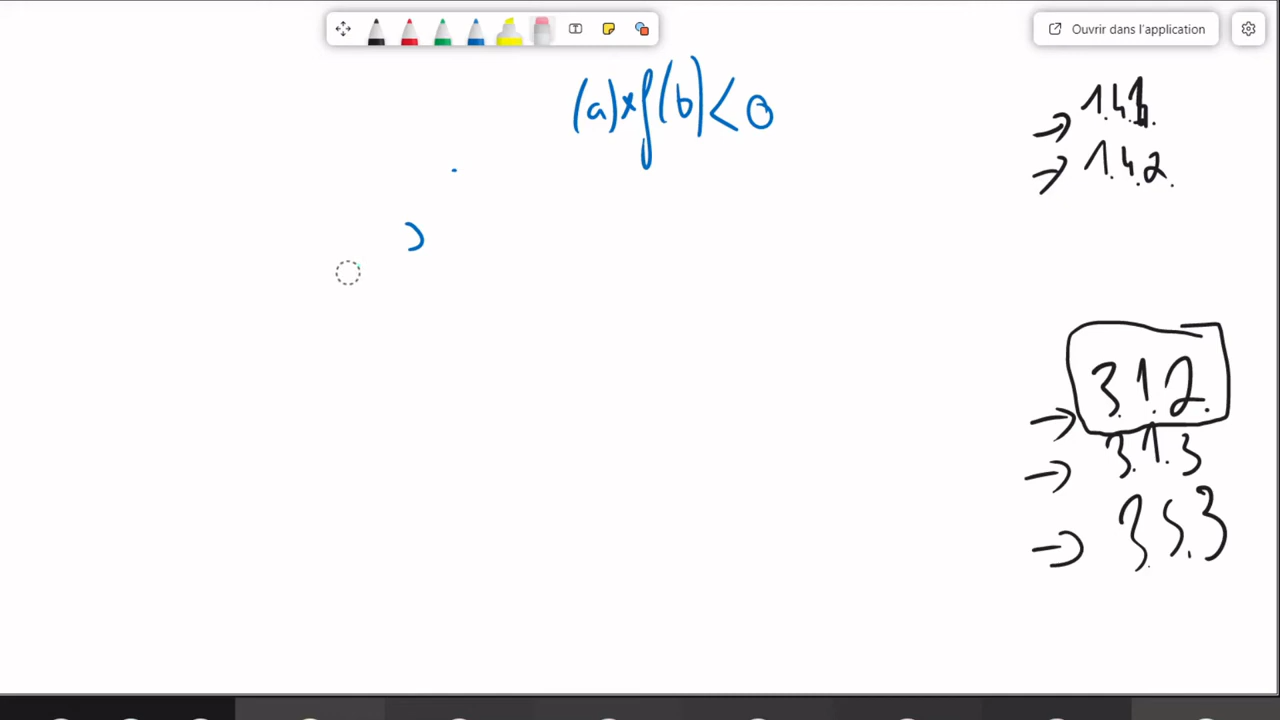 Ouvrir dans l'application
(a)×f(b)<0
→ 1.4.1.
→ 1.4.2.
→ 3.1.2.
→ 3.1.3
→ 3.5.3